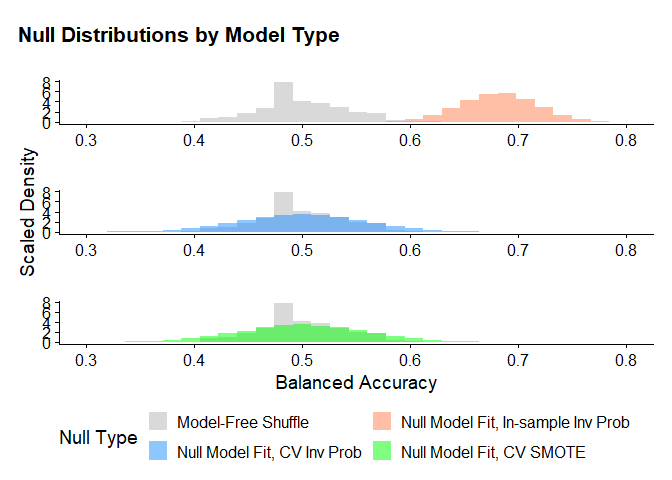 Null Distributions by Model Type
8
6
4
2
0
0.3 0.4 0.5 0.6 0.7 0.8
8
6
4
2
0
0.3 0.4 0.5 0.6 0.7 0.8
8
6
4
2
0
0.3 0.4 0.5 0.6 0.7 0.8
Scaled Density
Balanced Accuracy
Null Type
Model-Free Shuffle
Null Model Fit, In-sample Inv Prob
Null Model Fit, CV Inv Prob
Null Model Fit, CV SMOTE